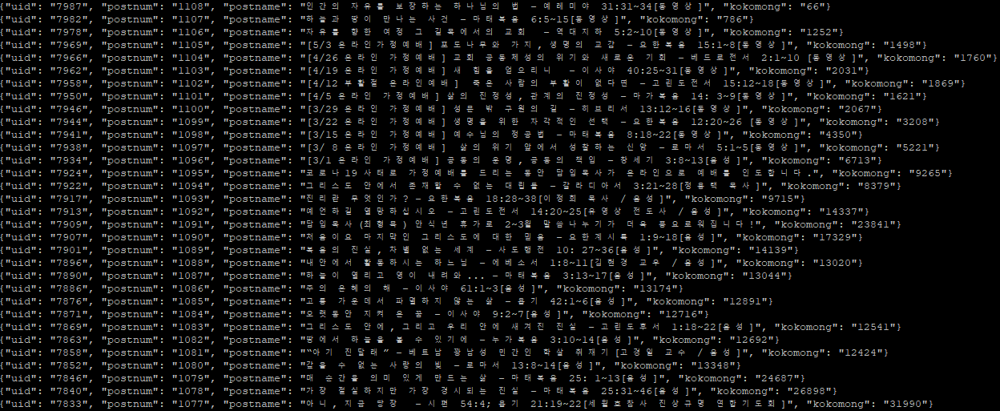 {"uid": "7987", "postnum": "1108", "postname": "인간의 자유를 보장하는 하나님의 법 - 예레미야 31:31~34[동영상]", "kokomong": "66"}
{"uid": "7982", "postnum": "1107", "postname": "하늘과 땅이 만나는 사건 - 마태복음 6:5~15[동영상]", "kokomong": "786"}
{"uid": "7978", "postnum": "1106", "postname": "자유를 향한 여정 그 길목에서의 교회 - 역대지하 5:2~10[동영상]", "kokomong": "1252"}
{"uid": "7969", "postnum": "1105", "postname": "[5/3 온라인가정예배] 포도나무와 가지, 생명의 교감 - 요한복음 15:1~8[동영상]", "kokomong": "1498"}
{"uid": "7966", "postnum": "1104", "postname": "[4/26 온라인 가정예배] 교회 공동체성의 위기와 새로운 기회 - 베드로전서 2:1~10 [동영상]", "kokomong": "1760"}
{"uid": "7962", "postnum": "1103", "postname": "[4/19 온라인 가정예배] 새 힘을 얻으리니 - 이사야 40:25~31[동영상]", "kokomong": "2031"}
{"uid": "7958", "postnum": "1102", "postname": "[4/12 부활절 온라인예배] 죽은 사람의 부활이 없다면 - 고린도전서 15:12~18[동영상]", "kokomong": "1869"}
{"uid": "7950", "postnum": "1101", "postname": "[4/5 온라인 가정예배] 삶의 진정성, 관계의 진정성 - 마가복음 14: 3~9[동영상]", "kokomong": "1621"}
{"uid": "7946", "postnum": "1100", "postname": "[3/29 온라인 가정예배] 성문 밖 구원의 길 - 히브리서 13:12~16[동영상]", "kokomong": "2067"}
{"uid": "7944", "postnum": "1099", "postname": "[3/22 온라인 가정예배] 생명을 위한 자각적인 선택 - 요한복음 12:20~26 [동영상]", "kokomong": "3208"}
{"uid": "7941", "postnum": "1098", "postname": "[3/15 온라인 가정예배] 예수님의 정공법 - 마태복음 8:18~22[동영상]", "kokomong": "4350"}
{"uid": "7938", "postnum": "1097", "postname": "[3/ 8 온라인 가정예배] 삶의 위기 앞에서 성찰하는 신앙 - 로마서 5:1~5[동영상]", "kokomong": "5221"}
{"uid": "7934", "postnum": "1096", "postname": "[3/1 온라인 가정예배] 공동의 운명, 공동의 책임 - 창세기 3:8~13[음성]", "kokomong": "6713"}
{"uid": "7924", "postnum": "1095", "postname": "코로나19 사태로 가정예배를 드리는 동안 담임목사가 온라인으로 예배를 인도합니다.", "kokomong": "9265"}
{"uid": "7922", "postnum": "1094", "postname": "그리스도 안에서 존재할 수 없는 대립들 - 갈라디아서 3:21~28[정용택 목사]", "kokomong": "8379"}
{"uid": "7917", "postnum": "1093", "postname": "진리란 무엇인가? - 요한복음 18:28~38[이정희 목사 / 음성]", "kokomong": "9715"}
{"uid": "7913", "postnum": "1092", "postname": "예언하길 열망하십시오 - 고린도전서 14:20~25[유영상 전도사 / 음성]", "kokomong": "14337"}
{"uid": "7909", "postnum": "1091", "postname": "담임목사(최형묵) 안식년 휴가로 2~3월 말씀나누기가 더욱 풍요로워집니다!", "kokomong": "23841"}
{"uid": "7907", "postnum": "1090", "postname": "처음이요 마지막인 그리스도에 대한 믿음 - 요한계시록 1:9~18[음성]", "kokomong": "17329"}
{"uid": "7901", "postnum": "1089", "postname": "복음의 진실, 차별 없는 세계 - 사도행전 10: 27~36[음성]", "kokomong": "14139"}
{"uid": "7896", "postnum": "1088", "postname": "내안에서 활동하시는 하느님 - 에베소서 1:8~11[김현경 교우 / 음성]", "kokomong": "13020"}
{"uid": "7890", "postnum": "1087", "postname": "하늘이 열리고 영이 내려와... - 마태복음 3:13~17[음성]", "kokomong": "13044"}
{"uid": "7886", "postnum": "1086", "postname": "주의 은혜의 해 - 이사야 61:1~3[음성]", "kokomong": "13174"}
{"uid": "7876", "postnum": "1085", "postname": "고통 가운데서 파멸하지 않는 삶 - 욥기 42:1~6[음성]", "kokomong": "12891"}
{"uid": "7871", "postnum": "1084", "postname": "오랫동안 지켜 온 꿈 - 이사야 9:2~7[음성]", "kokomong": "12716"}
{"uid": "7869", "postnum": "1083", "postname": "그리스도 안에, 그리고 우리 안에 새겨진 진실 - 고린도후서 1:18~22[음성]", "kokomong": "12541"}
{"uid": "7863", "postnum": "1082", "postname": "땅에서 하늘을 볼 수 있기에 - 누가복음 3:10~14[음성]", "kokomong": "12692"}
{"uid": "7858", "postnum": "1081", "postname": "“아기 진달래” - 베트남 꽝남성 민간인 학살 취재기[고경일 교수 / 음성]", "kokomong": "12424"}
{"uid": "7852", "postnum": "1080", "postname": "갚을 수 없는 사랑의 빚 - 로마서 13:8~14[음성]", "kokomong": "13348"}
{"uid": "7846", "postnum": "1079", "postname": "매 순간을 의미 있게 만드는 삶 - 마태복음 25: 1~13[음성]", "kokomong": "24687"}
{"uid": "7840", "postnum": "1078", "postname": "가장 절실하지만 가장 경시되는 진실 - 마태복음 25:31~46[음성]", "kokomong": "26898"}
{"uid": "7833", "postnum": "1077", "postname": "아니, 지금 당장 - 시편 54:4; 욥기 21:19~22[세월호참사 진상규명 연합기도회]", "kokomong": "31990"}